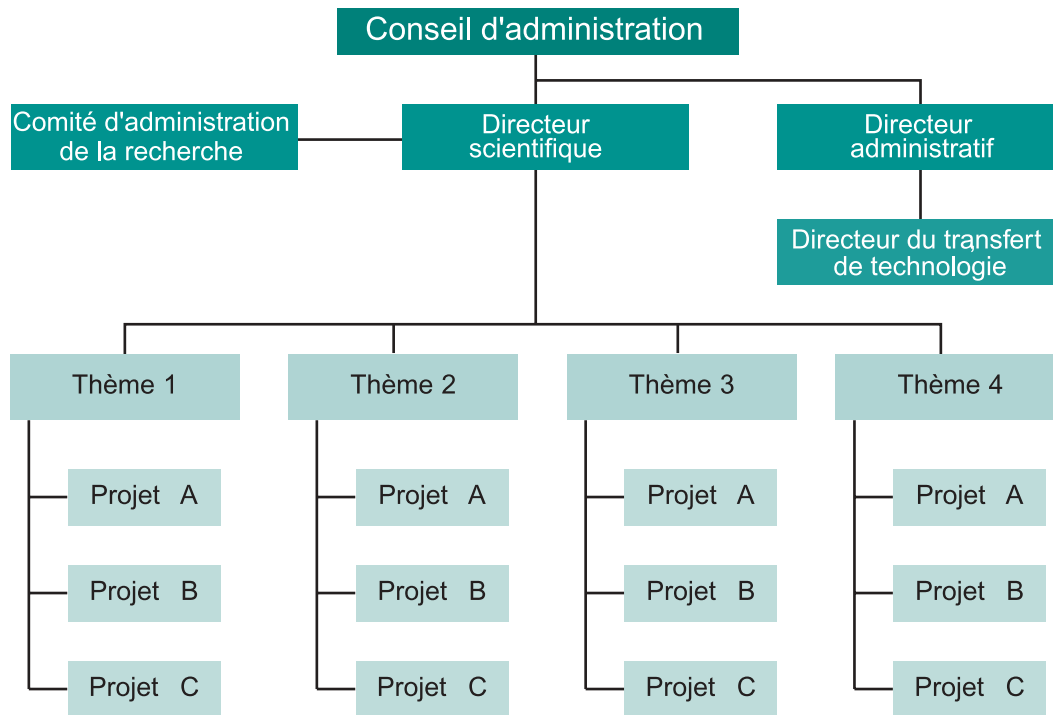 Conseil d'administration
Comité d'administration
de la recherche
Directeur
scientifique
Directeur
administratif
Directeur du transfert
de technologie
Thème 1
Thème 2
Thème 3
Thème 4
Projet A
Projet A
Projet A
Projet A
Projet B
Projet B
Projet B
Projet B
Projet C
Projet C
Projet C
Projet C